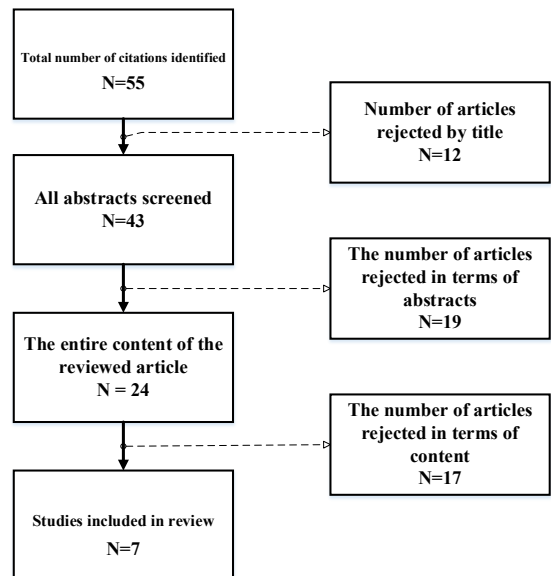 Total number of citations identified
N=55
Number of articles
rejected by title
N=12
All abstracts screened
N=43
The number of articles
rejected in terms of
abstracts
N=19
The entire content of the
reviewed article
N = 24
The number of articles
rejected in terms of
content
N=17
Studies included in review
N=7